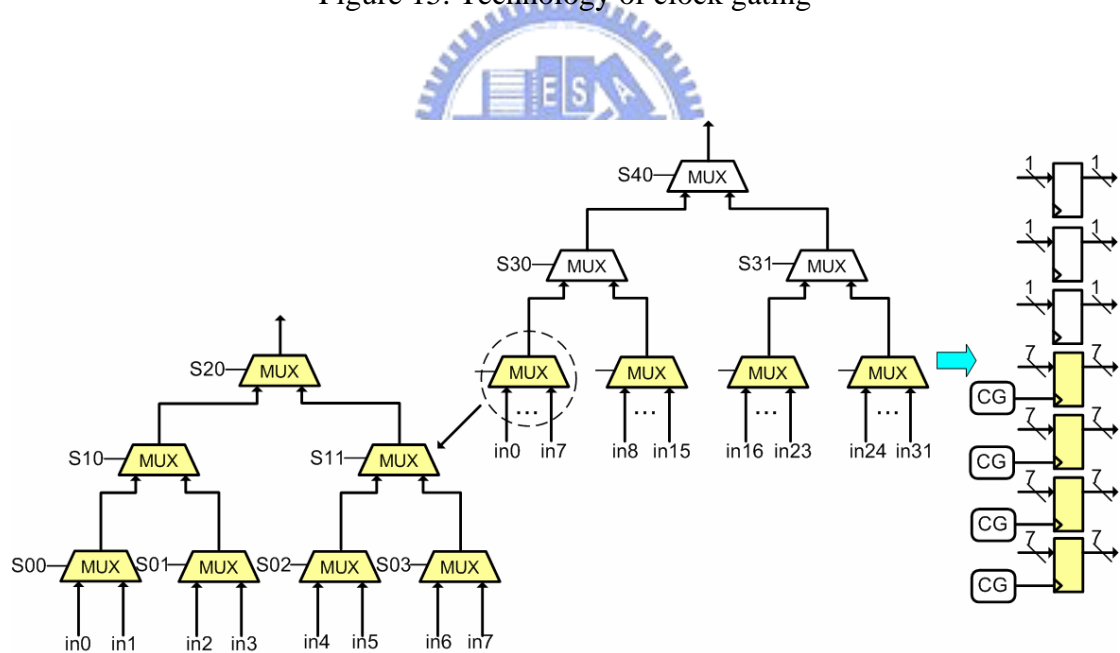 Figure 13: Technology of clock gating
E S A
S40 MUX
1 1
S30 MUX
S31 MUX
1 1
1 1
S20 MUX
MUX MUX MUX MUX
7 7
CG
... ... ... ...
in0 in7 in8 in15 in16 in23 in24 in31
S10 MUX
S11 MUX
7 7
CG
7 7
CG
S00 MUX S01 MUX S02 MUX S03 MUX
7 7
CG
in0 in1 in2 in3 in4 in5 in6 in7